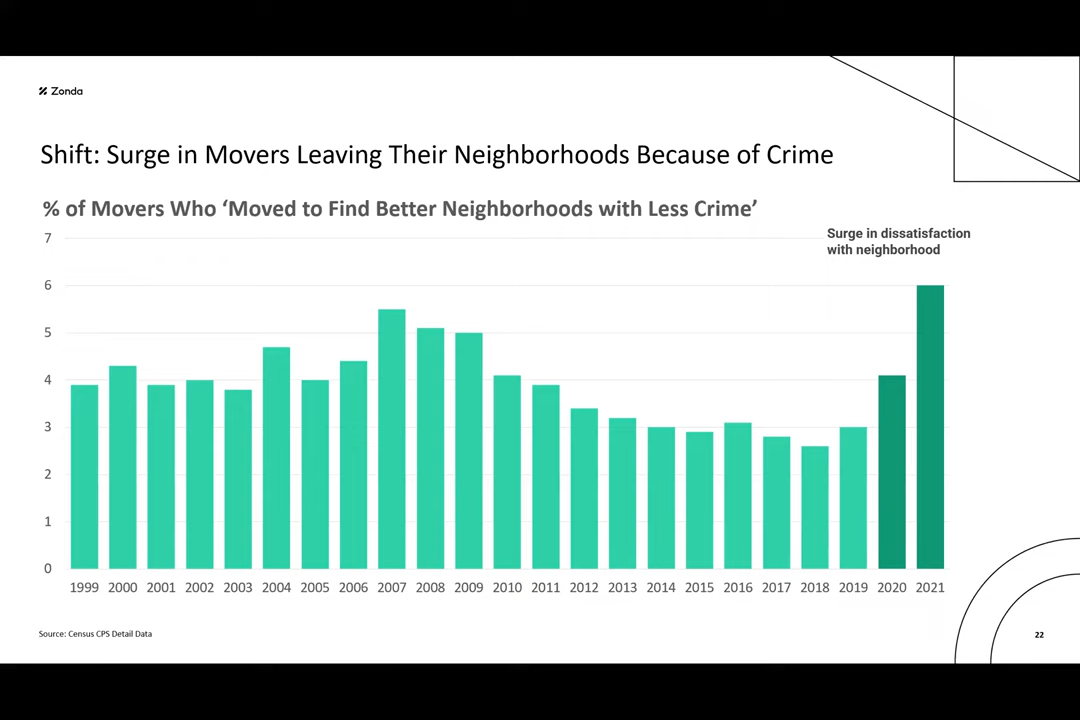 Zonda
Shift: Surge in Movers Leaving Their Neighborhoods Because of Crime
% of Movers Who ‘Moved to Find Better Neighborhoods with Less Crime’
Surge in dissatisfaction
with neighborhood
7
6
5
4
3
2
1
0
1999 2000 2001 2002 2003 2004 2005 2006 2007 2008 2009 2010 2011 2012 2013 2014 2015 2016 2017 2018 2019 2020 2021
Source: Census CPS Detail Data
22